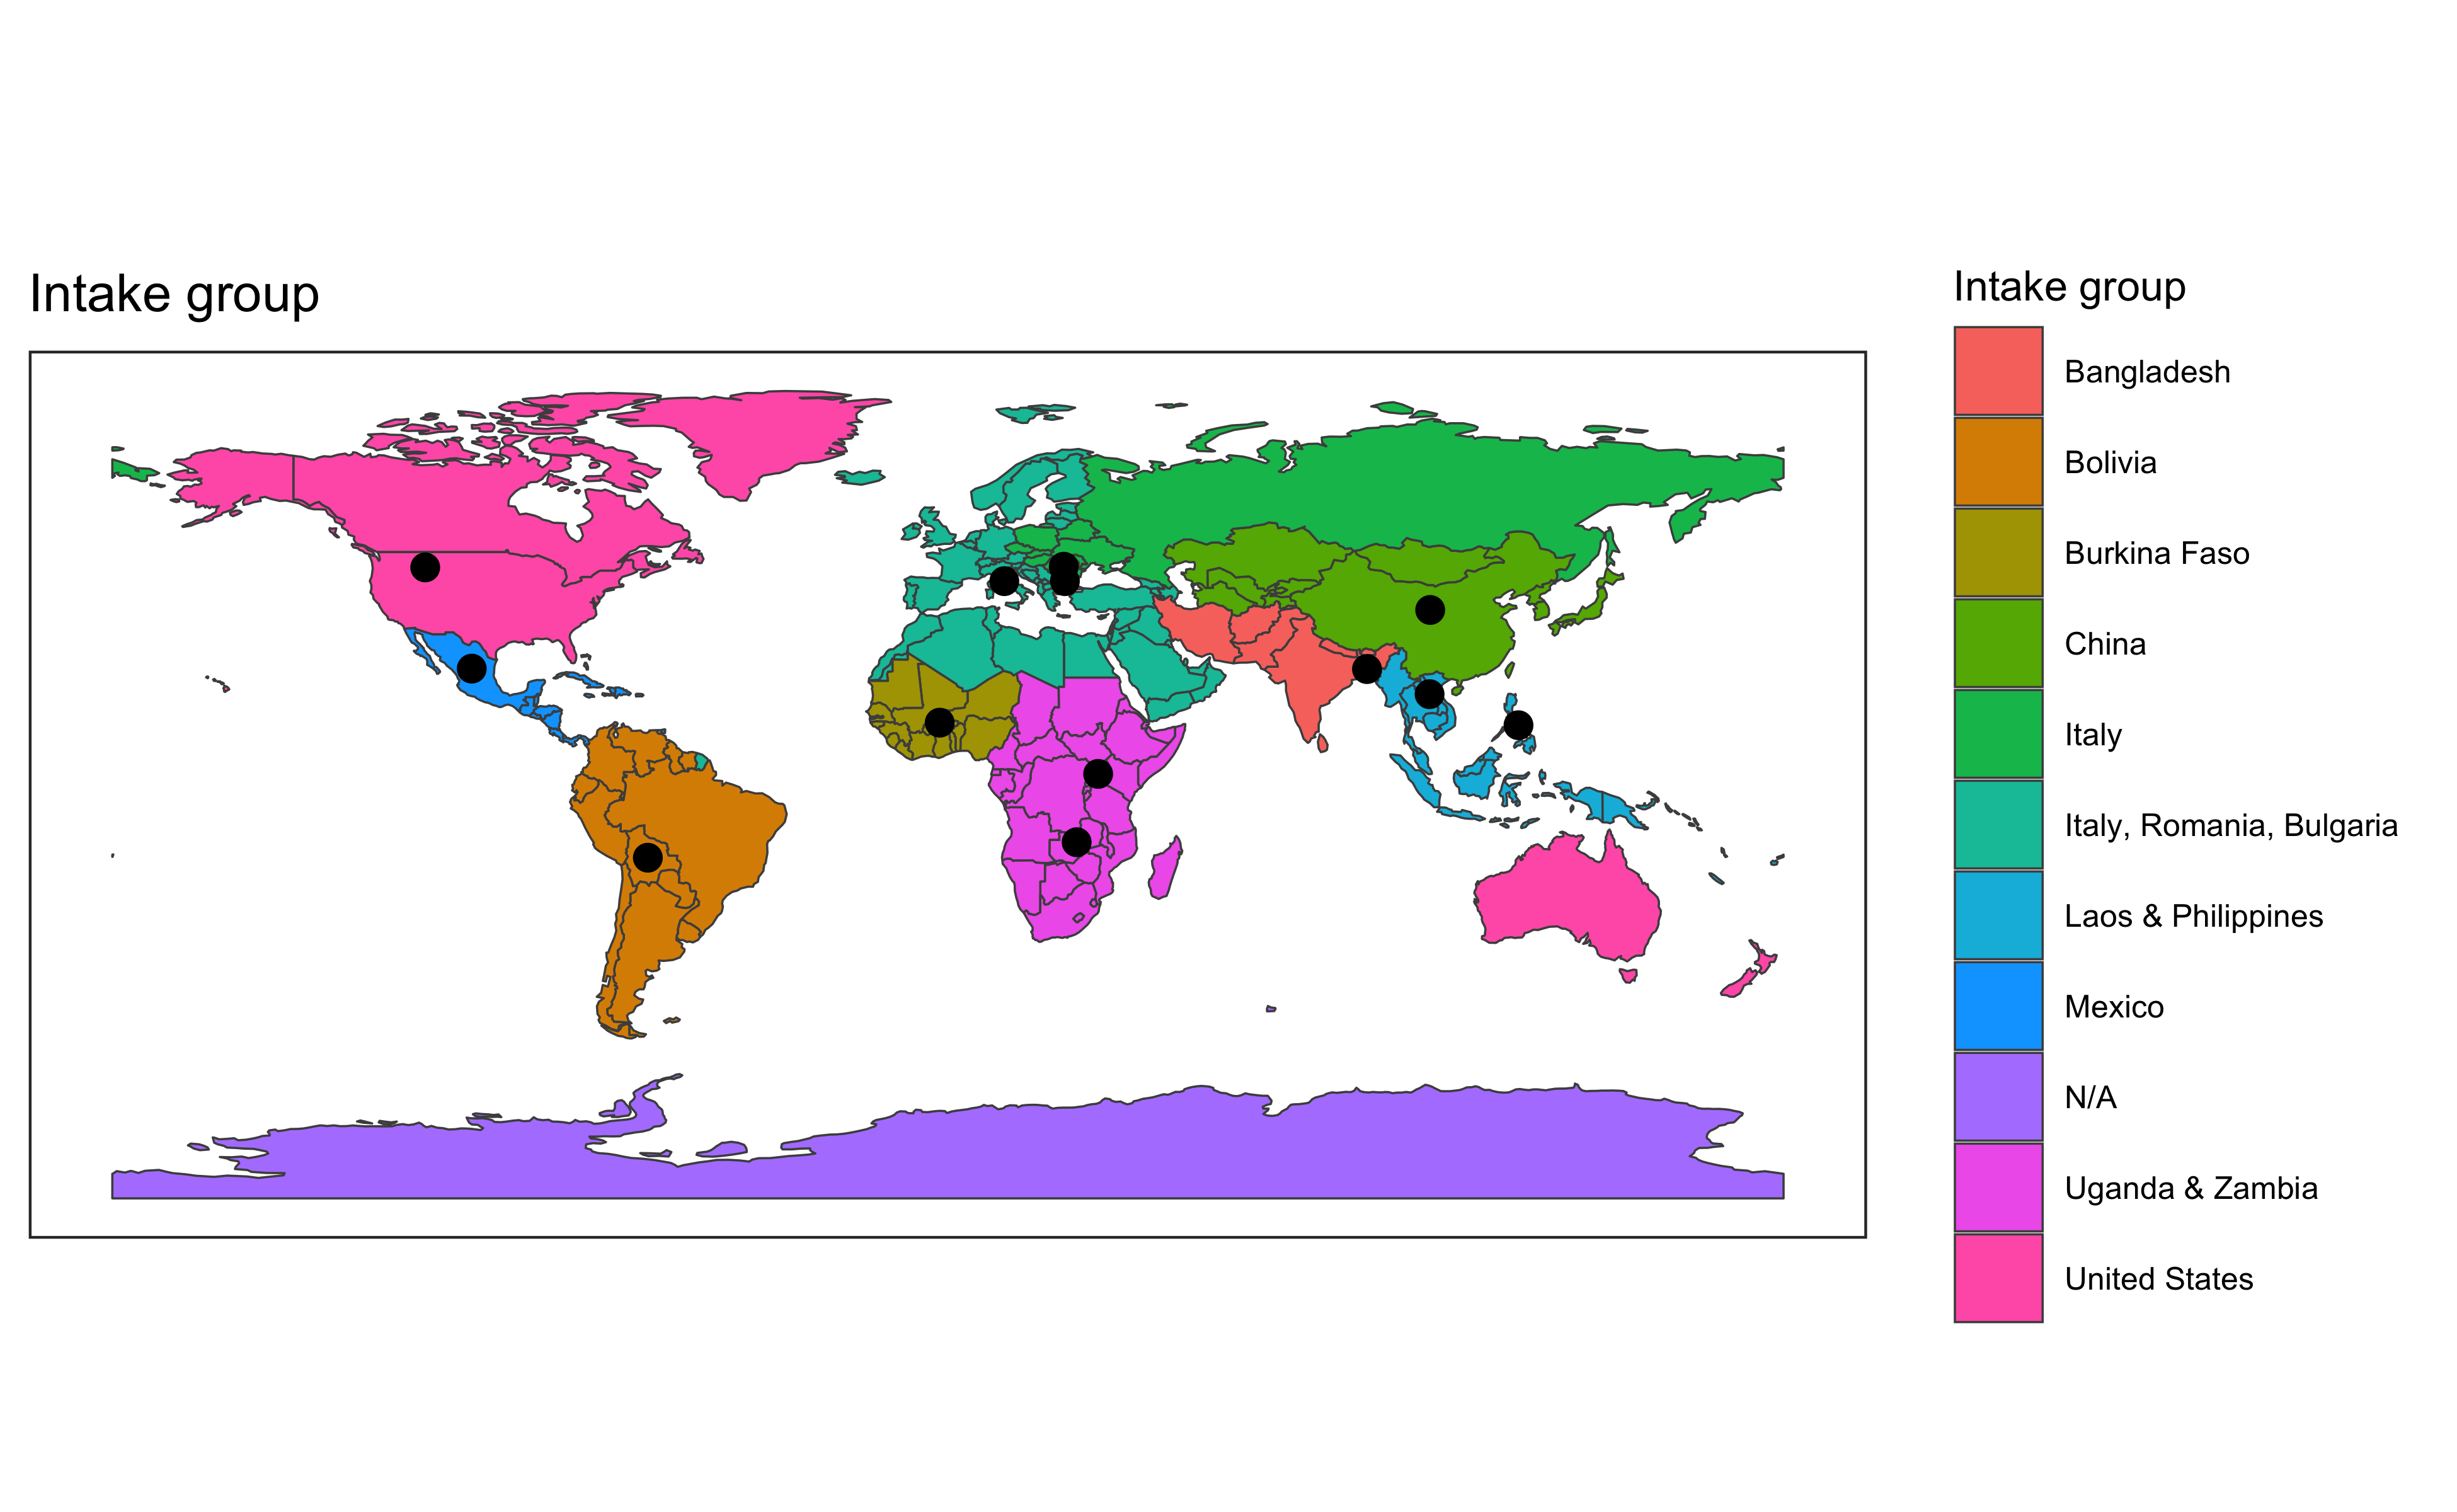 Intake group
Intake group
Bangladesh
Bolivia
Burkina Faso
China
Italy
Italy, Romania, Bulgaria
Laos & Philippines
Mexico
N/A
Uganda & Zambia
United States